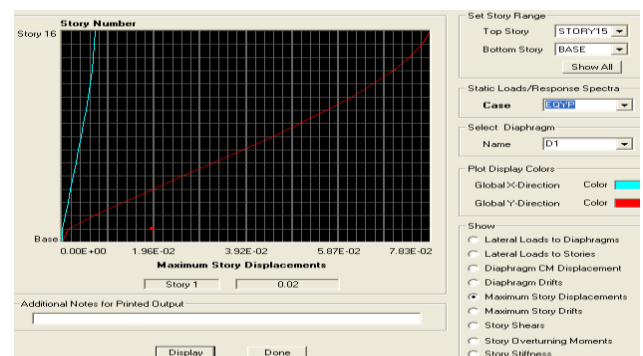 Story Number
Story 16
Base
0.00E+00 1.96E-02 3.92E-02 5.87E-02 7.83E-02
Maximum Story Displacements
Story 1 0.02
Additional Notes for Printed Output
Display Done
Set Story Range
Top Story STORY15
Bottom Story BASE
Show All
Static Loads/Response Spectra
Case EQYP
Select Diaphragm
Name D1
Plot Display Colors
Global X-Direction Color
Global Y-Direction Color
Show
Lateral Loads to Diaphragms
Lateral Loads to Stories
Diaphragm CM Displacement
Diaphragm Drifts
Maximum Story Displacements
Maximum Story Drifts
Story Shears
Story Overturning Moments
Story Stiffness